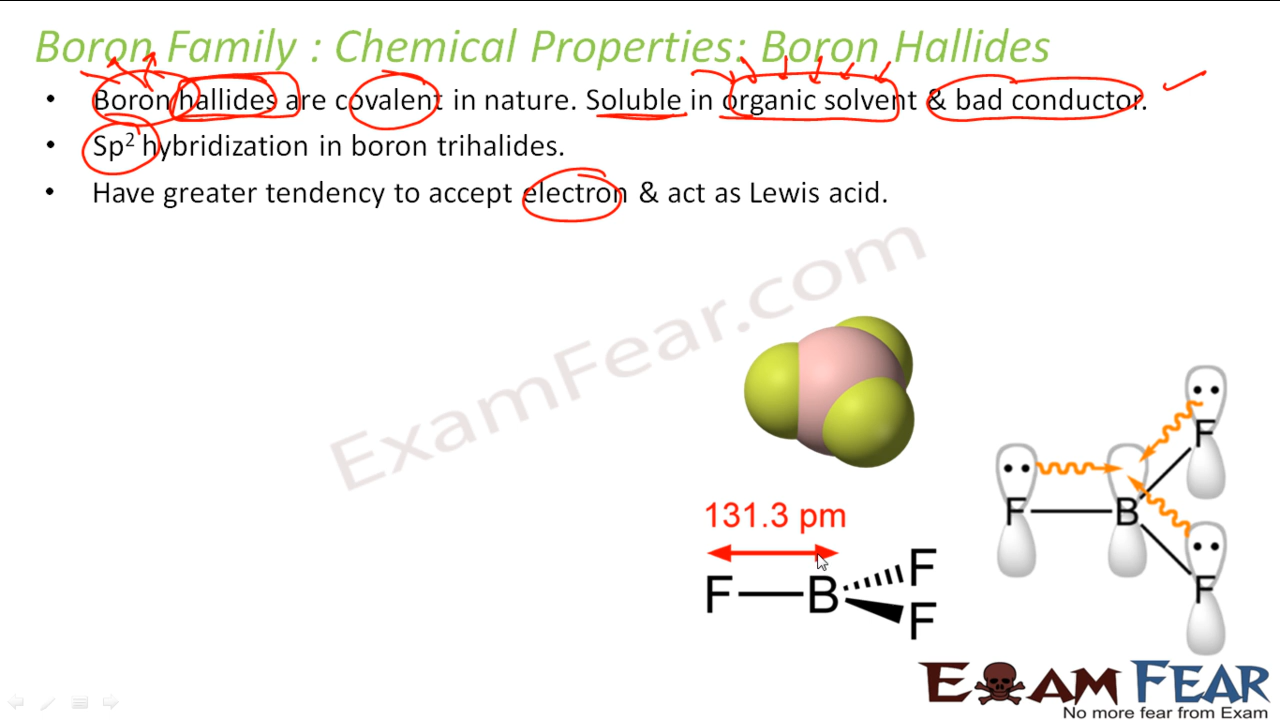 Boron Family : Chemical Properties: Boron Hallides
• Boron hallides are covalent in nature. Soluble in organic solvent & bad conductor.
• Sp² hybridization in boron trihalides.
• Have greater tendency to accept electron & act as Lewis acid.
ExamFear.com
131.3 pm
F B F
F
F B F
F
EXAM FEAR
No more fear from Exam